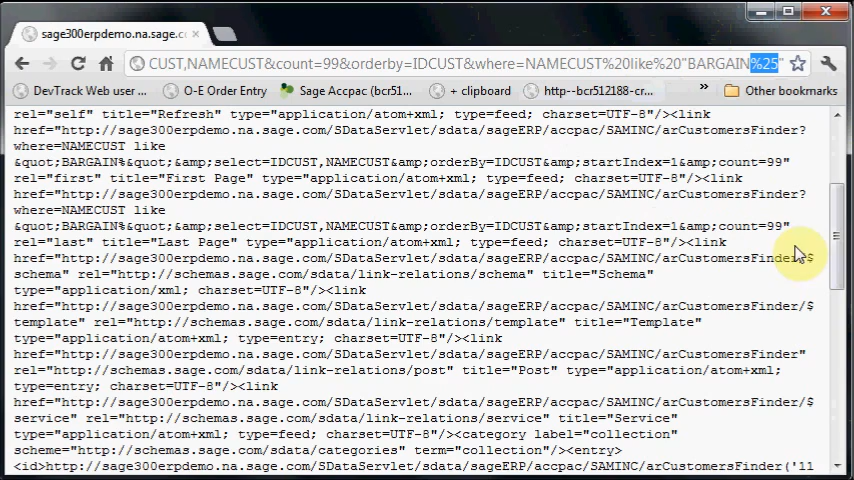 sage300erpdemo.na.sage.c
CUST,NAMECUST&count=99&orderby=IDCUST&where=NAMECUST%20like%20"BARGAIN%25"
DevTrack Web user ...
O-E Order Entry
Sage Accpac (bcr51...
+ clipboard
http--bcr512188-cr...
»
Other bookmarks
rel="self" title="Refresh" type="application/atom+xml; type=feed; charset=UTF-8"/><link
href="http://sage300erpdemo.na.sage.com/SDataServlet/sdata/sageERP/accpac/SAMINC/arCustomersFinder?
where=NAMECUST like
&quot;BARGAIN%&quot;&amp;select=IDCUST,NAMECUST&amp;orderBy=IDCUST&amp;startIndex=1&amp;count=99"
rel="first" title="First Page" type="application/atom+xml; type=feed; charset=UTF-8"/><link
href="http://sage300erpdemo.na.sage.com/SDataServlet/sdata/sageERP/accpac/SAMINC/arCustomersFinder?
where=NAMECUST like
&quot;BARGAIN%&quot;&amp;select=IDCUST,NAMECUST&amp;orderBy=IDCUST&amp;startIndex=1&amp;count=99"
rel="last" title="Last Page" type="application/atom+xml; type=feed; charset=UTF-8"/><link
href="http://sage300erpdemo.na.sage.com/SDataServlet/sdata/sageERP/accpac/SAMINC/arCustomersFinder/$
schema" rel="http://schemas.sage.com/sdata/link-relations/schema" title="Schema"
type="application/xml; charset=UTF-8"/><link
href="http://sage300erpdemo.na.sage.com/SDataServlet/sdata/sageERP/accpac/SAMINC/arCustomersFinder/$
template" rel="http://schemas.sage.com/sdata/link-relations/template" title="Template"
type="application/atom+xml; type=entry; charset=UTF-8"/><link
href="http://sage300erpdemo.na.sage.com/SDataServlet/sdata/sageERP/accpac/SAMINC/arCustomersFinder"
rel="http://schemas.sage.com/sdata/link-relations/post" title="Post" type="application/atom+xml;
type=entry; charset=UTF-8"/><link
href="http://sage300erpdemo.na.sage.com/SDataServlet/sdata/sageERP/accpac/SAMINC/arCustomersFinder/$
service" rel="http://schemas.sage.com/sdata/link-relations/service" title="Service"
type="application/atom+xml; type=feed; charset=UTF-8"/><category label="collection"
scheme="http://schemas.sage.com/sdata/categories" term="collection"/><entry>
<id>http://sage300erpdemo.na.sage.com/SDataServlet/sdata/sageERP/accpac/SAMINC/arCustomersFinder('11